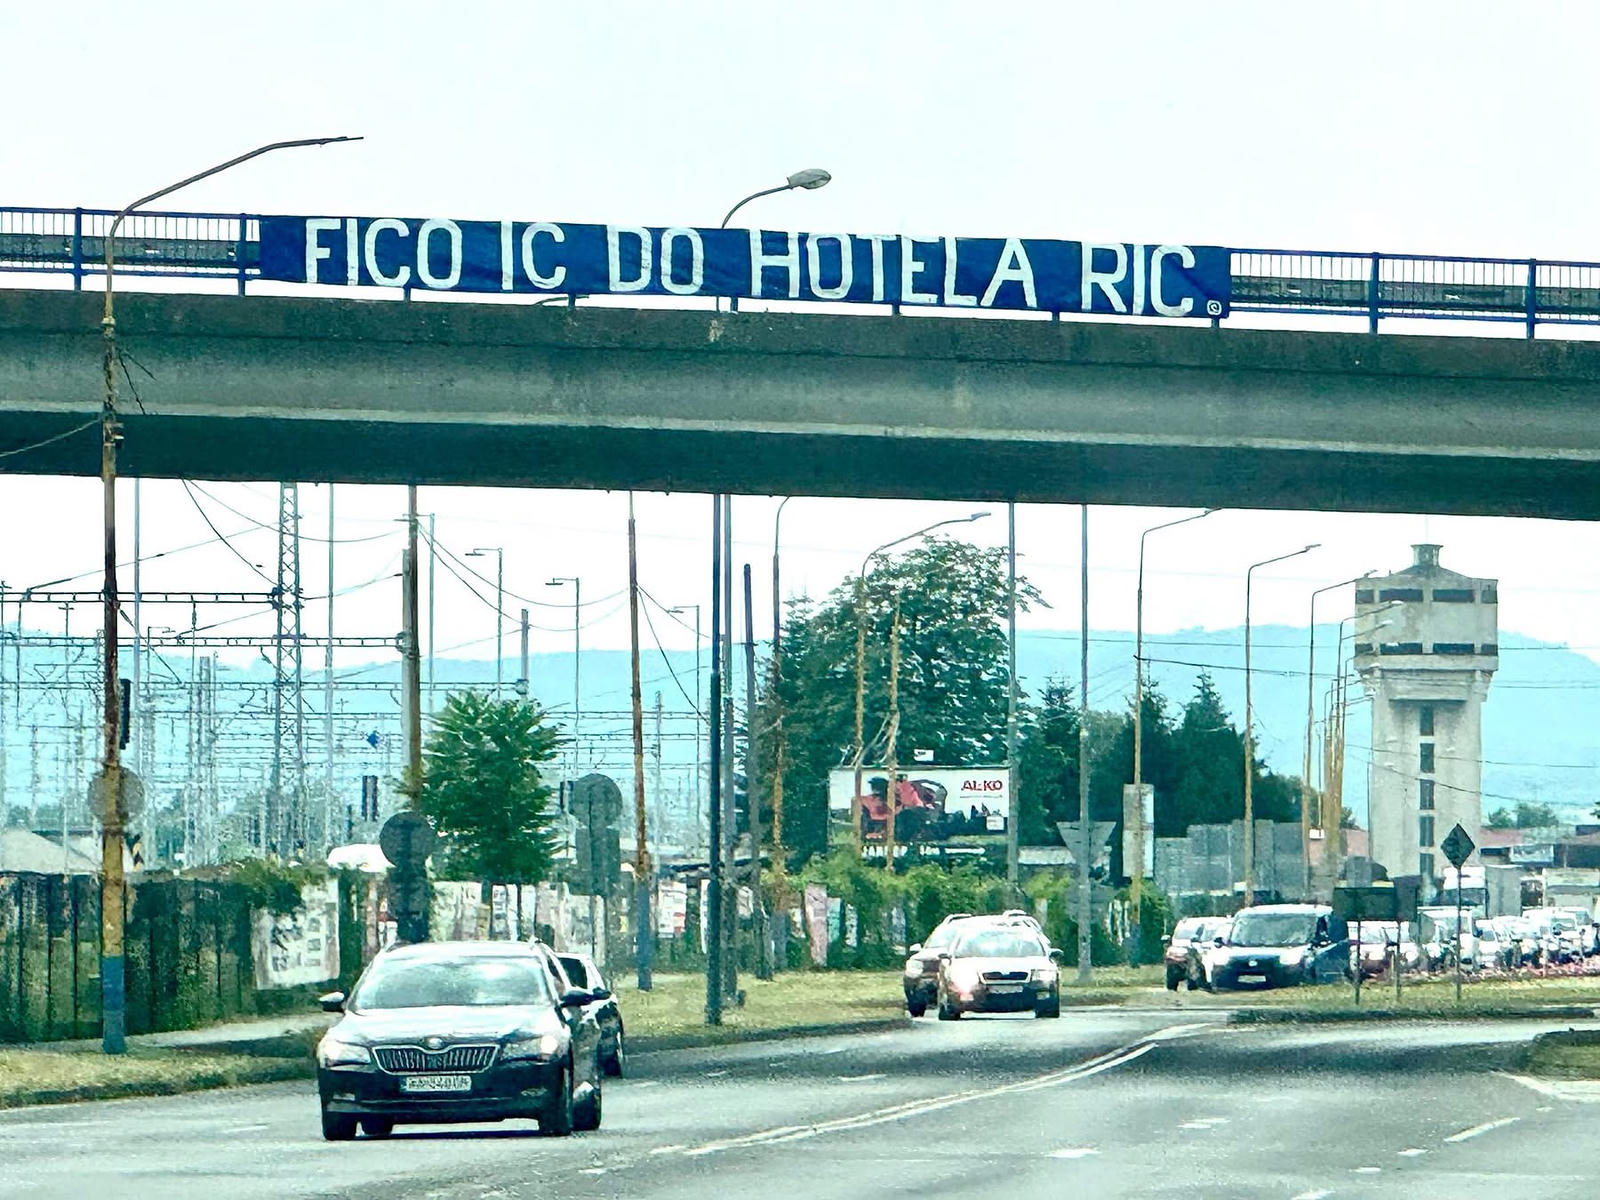 FICO IC DO HOTELA RIC.
AL-KO